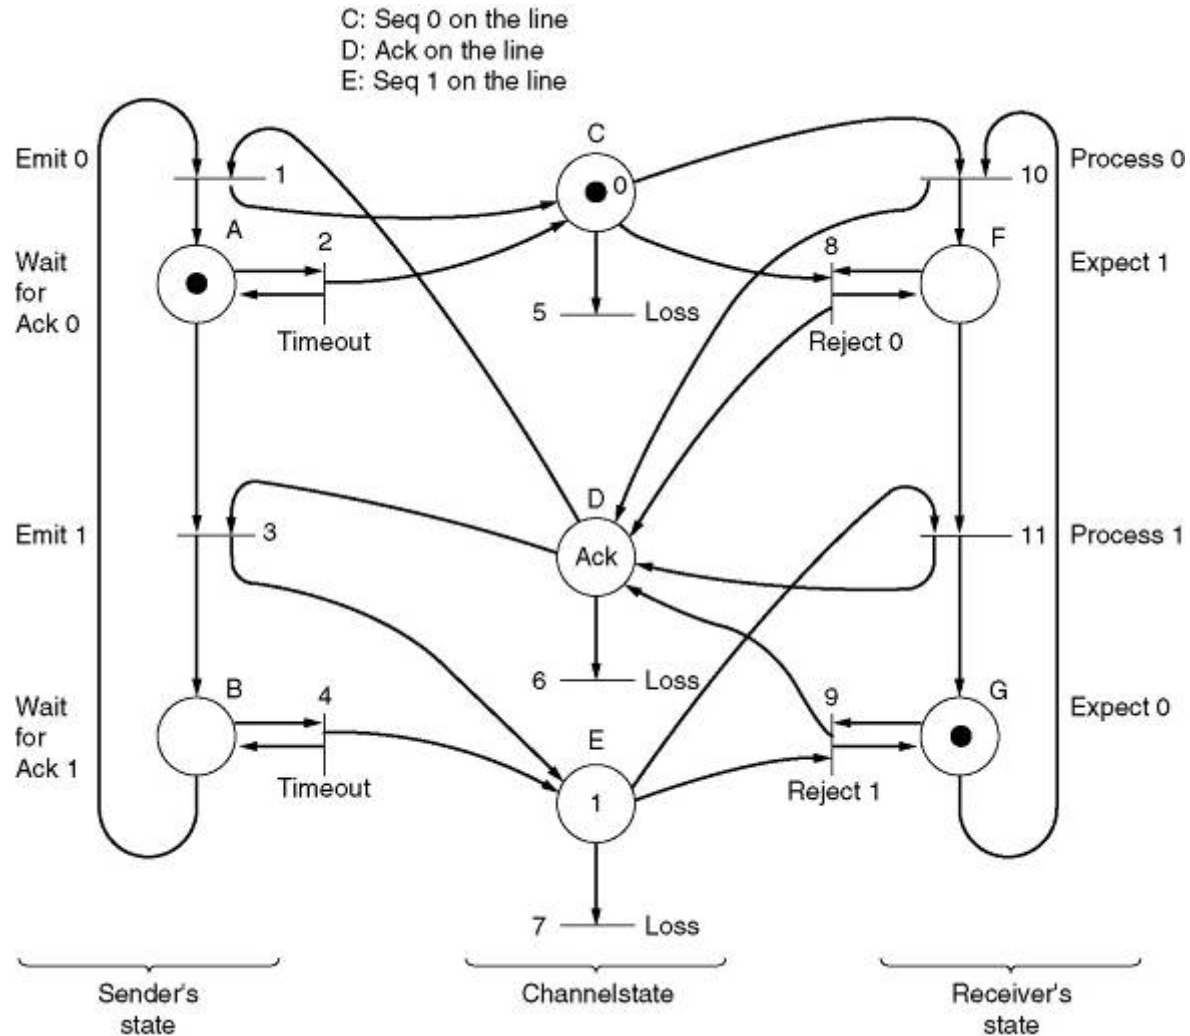 C: Seq 0 on the line
D: Ack on the line
E: Seq 1 on the line
C
Emit 0
1
0
10
Process 0
A
2
8
F
Wait
for
Ack 0
Expect 1
5
Loss
Timeout
Reject 0
D
Emit 1
3
Ack
11
Process 1
6
Loss
B
4
9
G
Wait
for
Ack 1
Expect 0
E
Timeout
1
Reject 1
7
Loss
Sender's
state
Channelstate
Receiver's
state